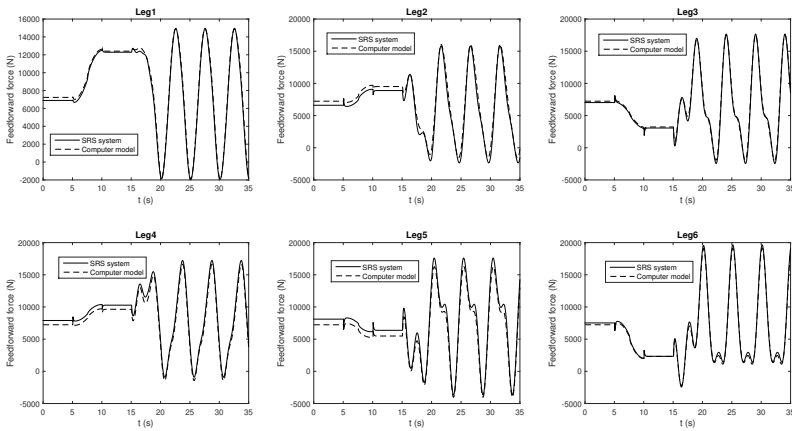 Leg1
16000
14000
12000
10000
8000
6000
4000
2000
0
-2000
Feedforward force (N)
SRS system
Computer model
0 5 10 15 20 25 30 35
t (s)
Leg2
20000
15000
10000
5000
0
-5000
Feedforward force (N)
SRS system
Computer model
0 5 10 15 20 25 30 35
t (s)
Leg3
20000
15000
10000
5000
0
-5000
Feedforward force (N)
SRS system
Computer model
0 5 10 15 20 25 30 35
t (s)
Leg4
20000
15000
10000
5000
0
-5000
Feedforward force (N)
SRS system
Computer model
0 5 10 15 20 25 30 35
t (s)
Leg5
20000
15000
10000
5000
0
-5000
Feedforward force (N)
SRS system
Computer model
0 5 10 15 20 25 30 35
t (s)
Leg6
20000
15000
10000
5000
0
-5000
Feedforward force (N)
SRS system
Computer model
0 5 10 15 20 25 30 35
t (s)